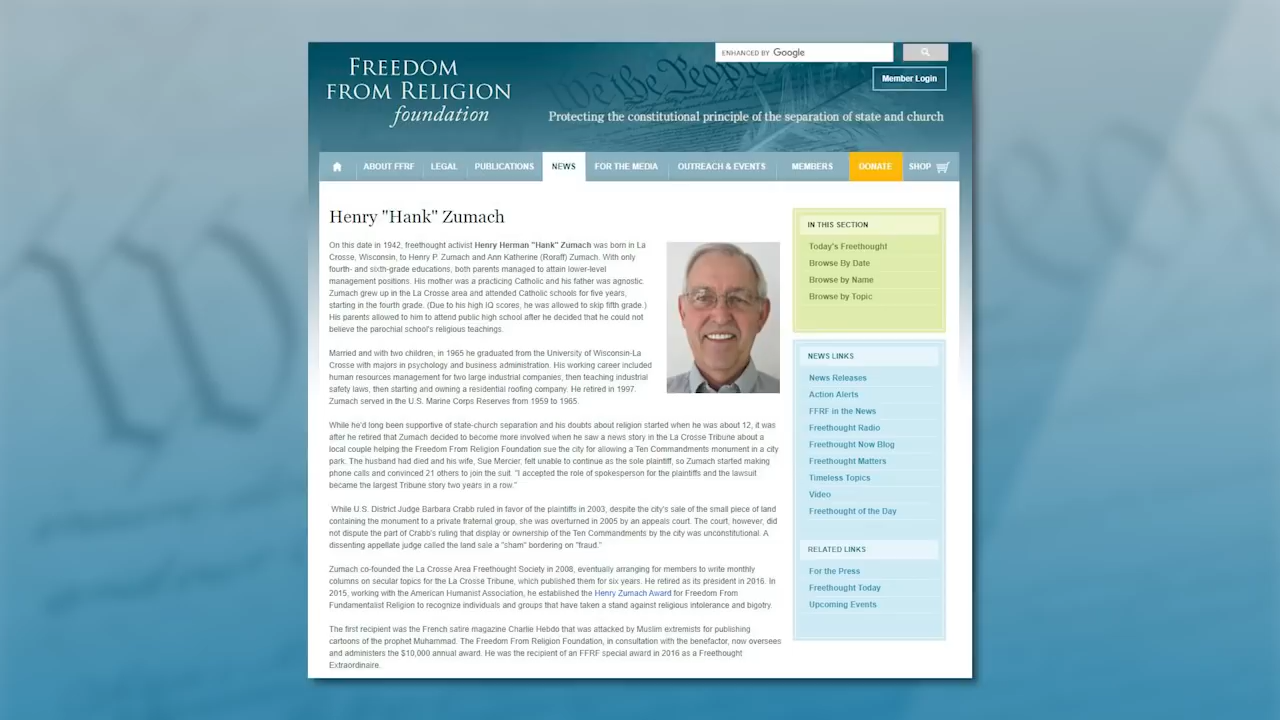 FREEDOM
FROM RELIGION
foundation
We the People
ENHANCED BY Google
Member Login
Protecting the constitutional principle of the separation of state and church
ABOUT FFRF
LEGAL
PUBLICATIONS
NEWS
FOR THE MEDIA
OUTREACH & EVENTS
MEMBERS
DONATE
SHOP
Henry "Hank" Zumach
On this date in 1942, freethought activist Henry Herman "Hank" Zumach was born in La
Crosse, Wisconsin, to Henry P. Zumach and Ann Katherine (Roraff) Zumach. With only
fourth- and sixth-grade educations, both parents managed to attain lower-level
management positions. His mother was a practicing Catholic and his father was agnostic.
Zumach grew up in the La Crosse area and attended Catholic schools for five years,
starting in the fourth grade. (Due to his high IQ scores, he was allowed to skip fifth grade.)
His parents allowed to him to attend public high school after he decided that he could not
believe the parochial school's religious teachings.
Married and with two children, in 1965 he graduated from the University of Wisconsin-La
Crosse with majors in psychology and business administration. His working career included
human resources management for two large industrial companies, then teaching industrial
safety laws, then starting and owning a residential roofing company. He retired in 1997.
Zumach served in the U.S. Marine Corps Reserves from 1959 to 1965.
While he'd long been supportive of state-church separation and his doubts about religion started when he was about 12, it was
after he retired that Zumach decided to become more involved when he saw a news story in the La Crosse Tribune about a
local couple helping the Freedom From Religion Foundation sue the city for allowing a Ten Commandments monument in a city
park. The husband had died and his wife, Sue Mercier, felt unable to continue as the sole plaintiff, so Zumach started making
phone calls and convinced 21 others to join the suit. "I accepted the role of spokesperson for the plaintiffs and the lawsuit
became the largest Tribune story two years in a row."
While U.S. District Judge Barbara Crabb ruled in favor of the plaintiffs in 2003, despite the city's sale of the small piece of land
containing the monument to a private fraternal group, she was overturned in 2005 by an appeals court. The court, however, did
not dispute the part of Crabb's ruling that display or ownership of the Ten Commandments by the city was unconstitutional. A
dissenting appellate judge called the land sale a "sham" bordering on "fraud."
Zumach co-founded the La Crosse Area Freethought Society in 2008, eventually arranging for members to write monthly
columns on secular topics for the La Crosse Tribune, which published them for six years. He retired as its president in 2016. In
2015, working with the American Humanist Association, he established the Henry Zumach Award for Freedom From
Fundamentalist Religion to recognize individuals and groups that have taken a stand against religious intolerance and bigotry.
The first recipient was the French satire magazine Charlie Hebdo that was attacked by Muslim extremists for publishing
cartoons of the prophet Muhammad. The Freedom From Religion Foundation, in consultation with the benefactor, now oversees
and administers the $10,000 annual award. He was the recipient of an FFRF special award in 2016 as a Freethought
Extraordinaire.
IN THIS SECTION
Today's Freethought
Browse By Date
Browse by Name
Browse by Topic
NEWS LINKS
News Releases
Action Alerts
FFRF in the News
Freethought Radio
Freethought Now Blog
Freethought Matters
Timeless Topics
Video
Freethought of the Day
RELATED LINKS
For the Press
Freethought Today
Upcoming Events